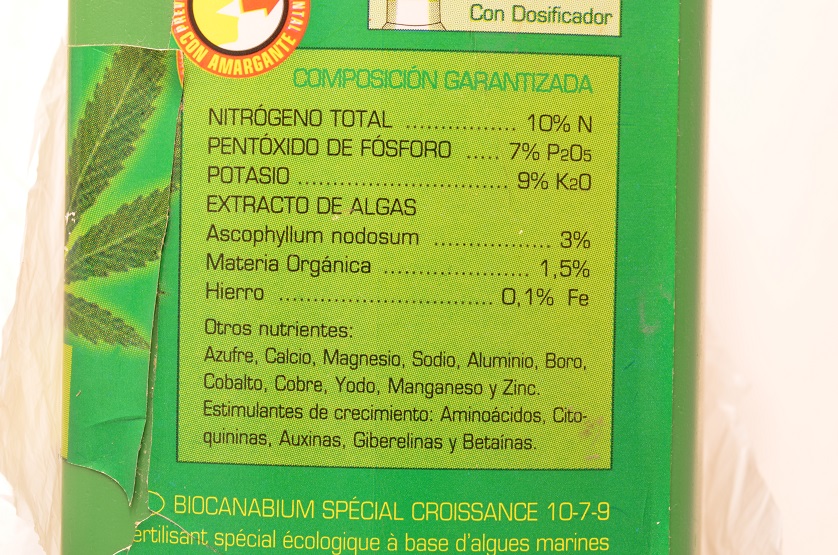 Con Dosificador
CON AMARGANTE
COMPOSICIÓN GARANTIZADA
NITRÓGENO TOTAL .................. 10% N
PENTÓXIDO DE FÓSFORO ..... 7% P2O5
POTASIO ................................. 9% K2O
EXTRACTO DE ALGAS
Ascophyllum nodosum .................. 3%
Materia Orgánica ...................... 1,5%
Hierro .................................. 0,1% Fe
Otros nutrientes:
Azufre, Calcio, Magnesio, Sodio, Aluminio, Boro,
Cobalto, Cobre, Yodo, Manganeso y Zinc.
Estimulantes de crecimiento: Aminoácidos, Cito-
quininas, Auxinas, Giberelinas y Betaínas.
BIOCANABIUM SPÉCIAL CROISSANCE 10-7-9
ertilisant spécial écologique à base d'algues marines